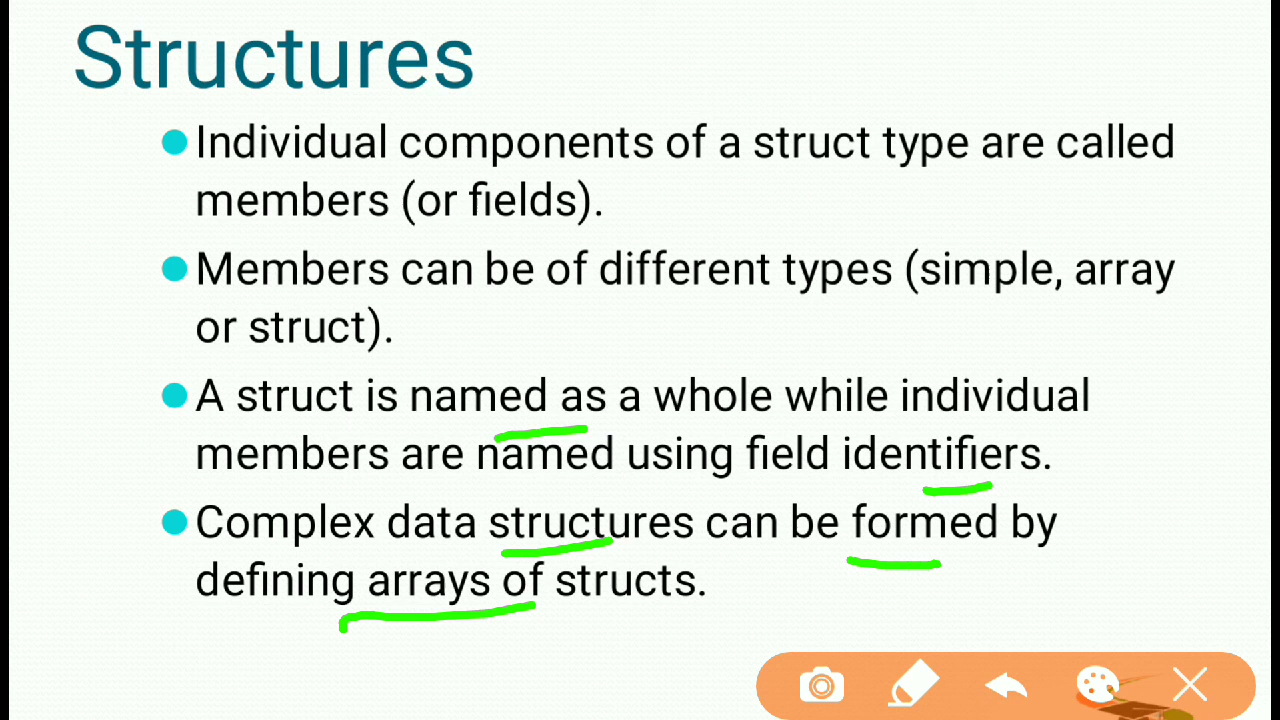 Structures
Individual components of a struct type are called
members (or fields).
Members can be of different types (simple, array
or struct).
A struct is named as a whole while individual
members are named using field identifiers.
Complex data structures can be formed by
defining arrays of structs.